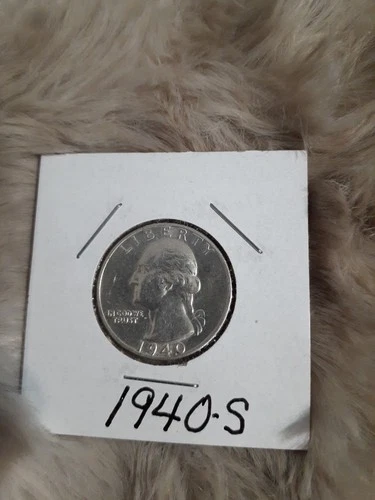 LIBERTY
IN GOD WE
TRUST
1940
1940-S